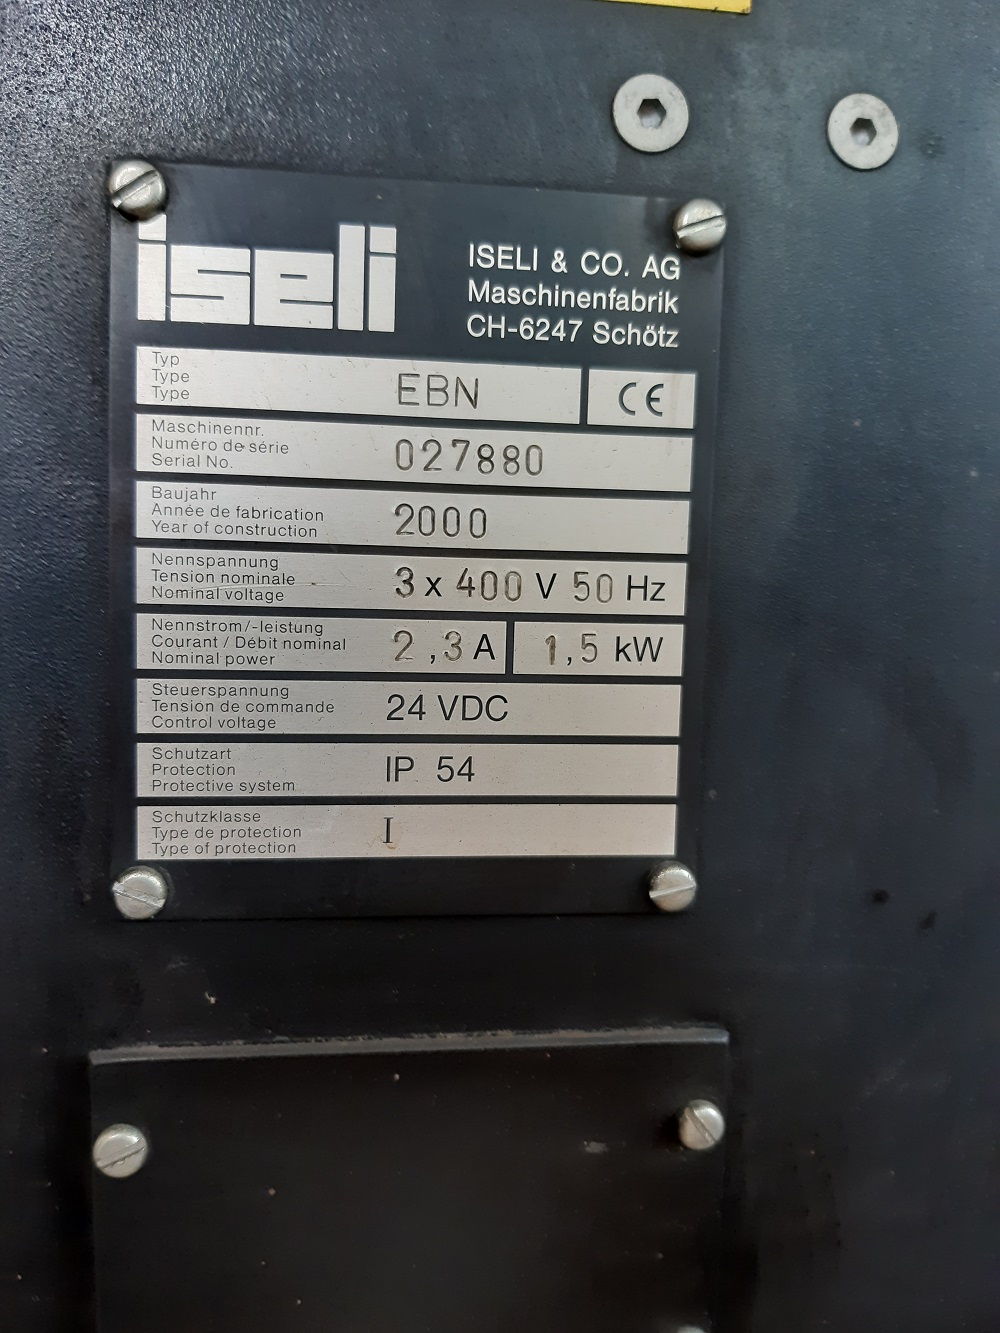 iseli
ISELI & CO. AG
Maschinenfabrik
CH-6247 Schötz
Typ
Type
Type
EBN
CE
Maschinennr.
Numéro de série
Serial No.
027880
Baujahr
Année de fabrication
Year of construction
2000
Nennspannung
Tension nominale
Nominal voltage
3 x 400 V 50 Hz
Nennstrom/-leistung
Courant / Débit nominal
Nominal power
2,3 A
1,5 kW
Steuerspannung
Tension de commande
Control voltage
24 VDC
Schutzart
Protection
Protective system
IP 54
Schutzklasse
Type de protection
Type of protection
I